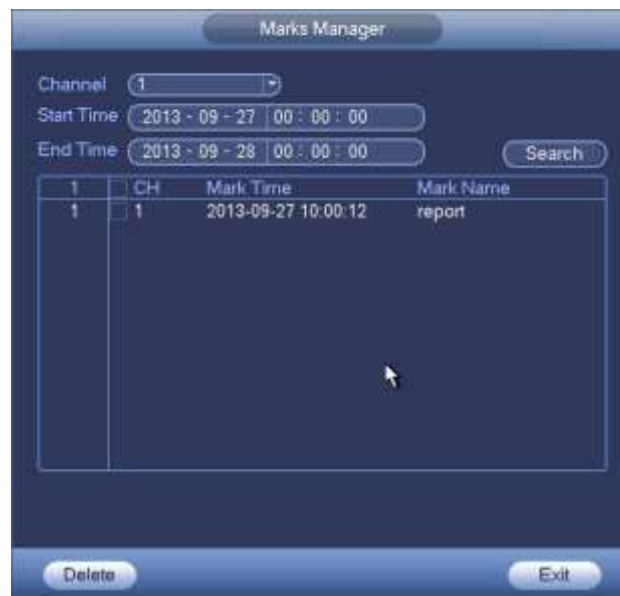 Marks Manager
Channel 1
Start Time 2013 - 09 - 27 00 : 00 : 00
End Time 2013 - 09 - 28 00 : 00 : 00
Search
1 CH Mark Time Mark Name
1 1 2013-09-27 10:00:12 report
Delete Exit